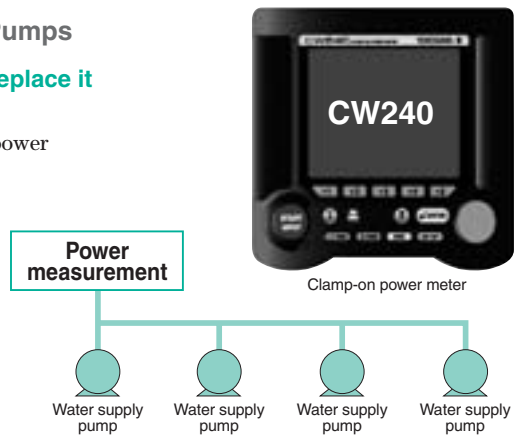 umps
eplace it
ower
CW240
Power
measurement
Clamp-on power meter
Water supply
pump
Water supply
pump
Water supply
pump
Water supply
pump